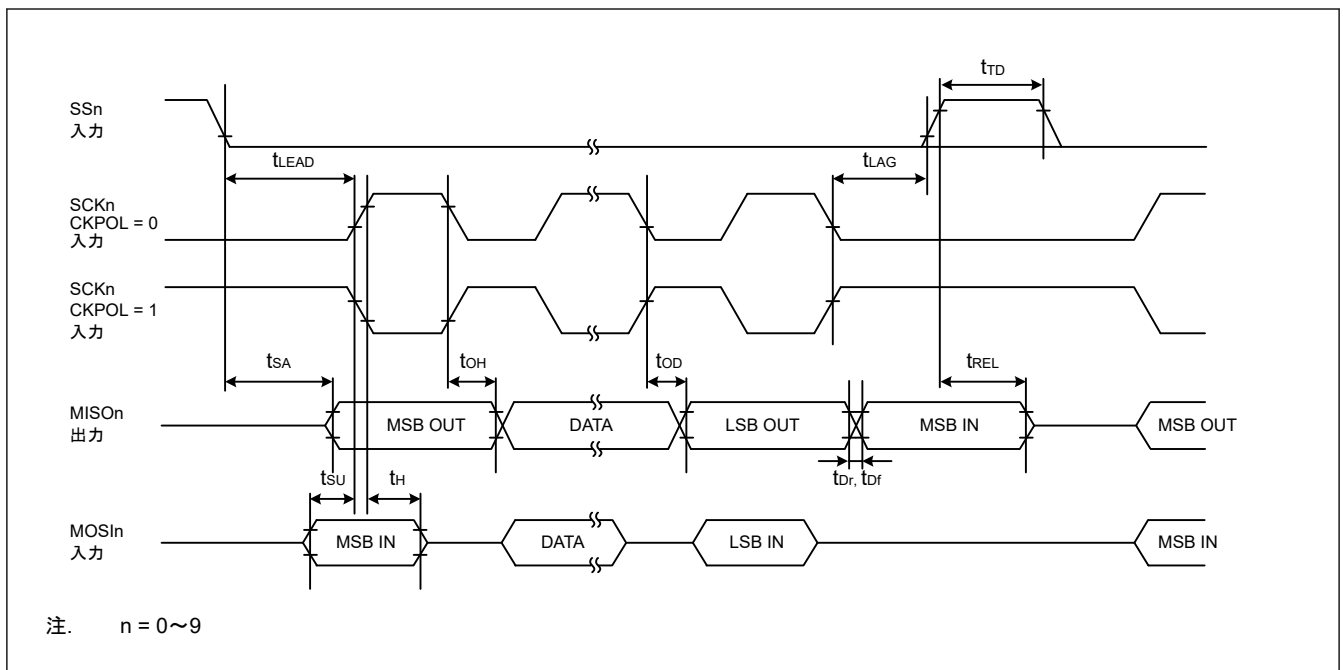 tTD
SSn
入力
tLEAD
tLAG
SCKn
CKPOL = 0
入力
SCKn
CKPOL = 1
入力
tSA
tOH
tOD
tREL
MISOn
出力
MSB OUT
DATA
LSB OUT
MSB IN
MSB OUT
tSU
tH
tDr, tDf
MOSIn
入力
MSB IN
DATA
LSB IN
MSB IN
注. n = 0~9